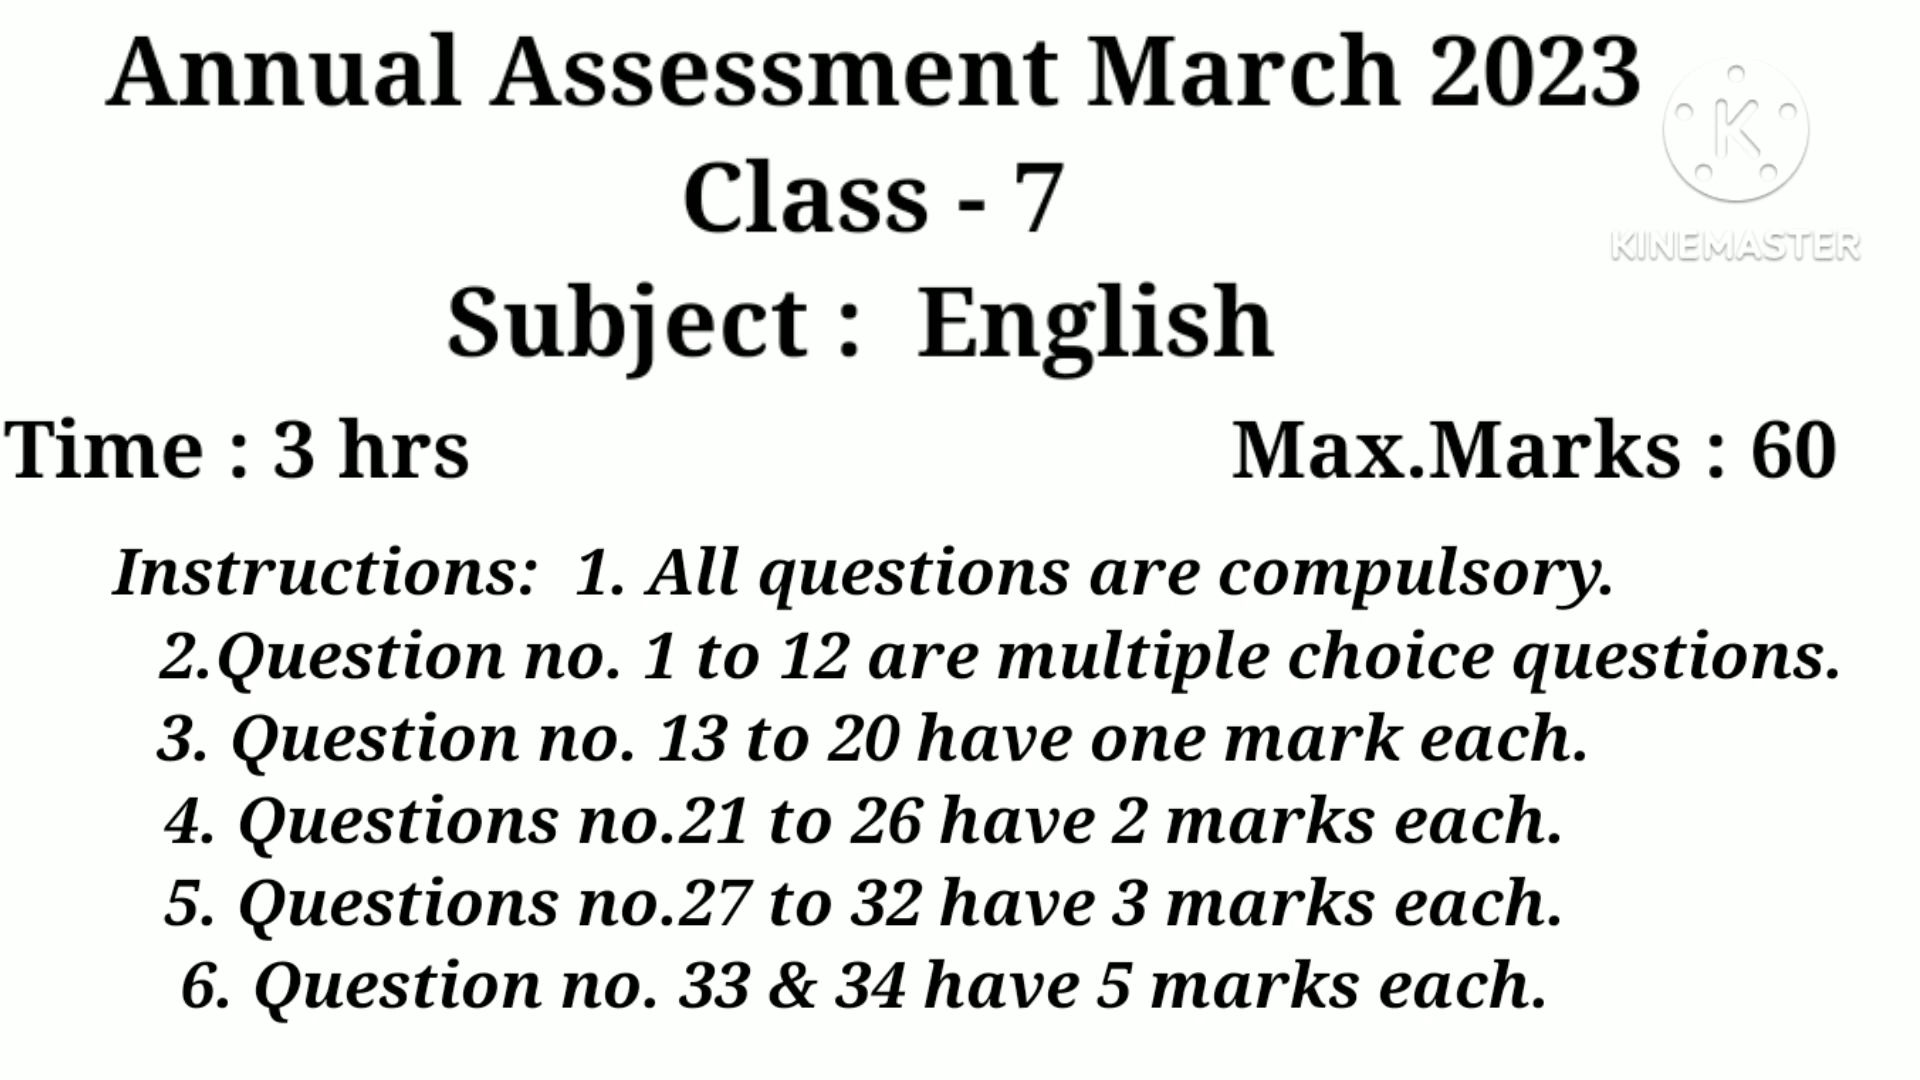 Annual Assessment March 2023
Class - 7
Subject : English
Time : 3 hrs Max.Marks : 60
Instructions: 1. All questions are compulsory.
2.Question no. 1 to 12 are multiple choice questions.
3. Question no. 13 to 20 have one mark each.
4. Questions no.21 to 26 have 2 marks each.
5. Questions no.27 to 32 have 3 marks each.
6. Question no. 33 & 34 have 5 marks each.
K
KINEMASTER